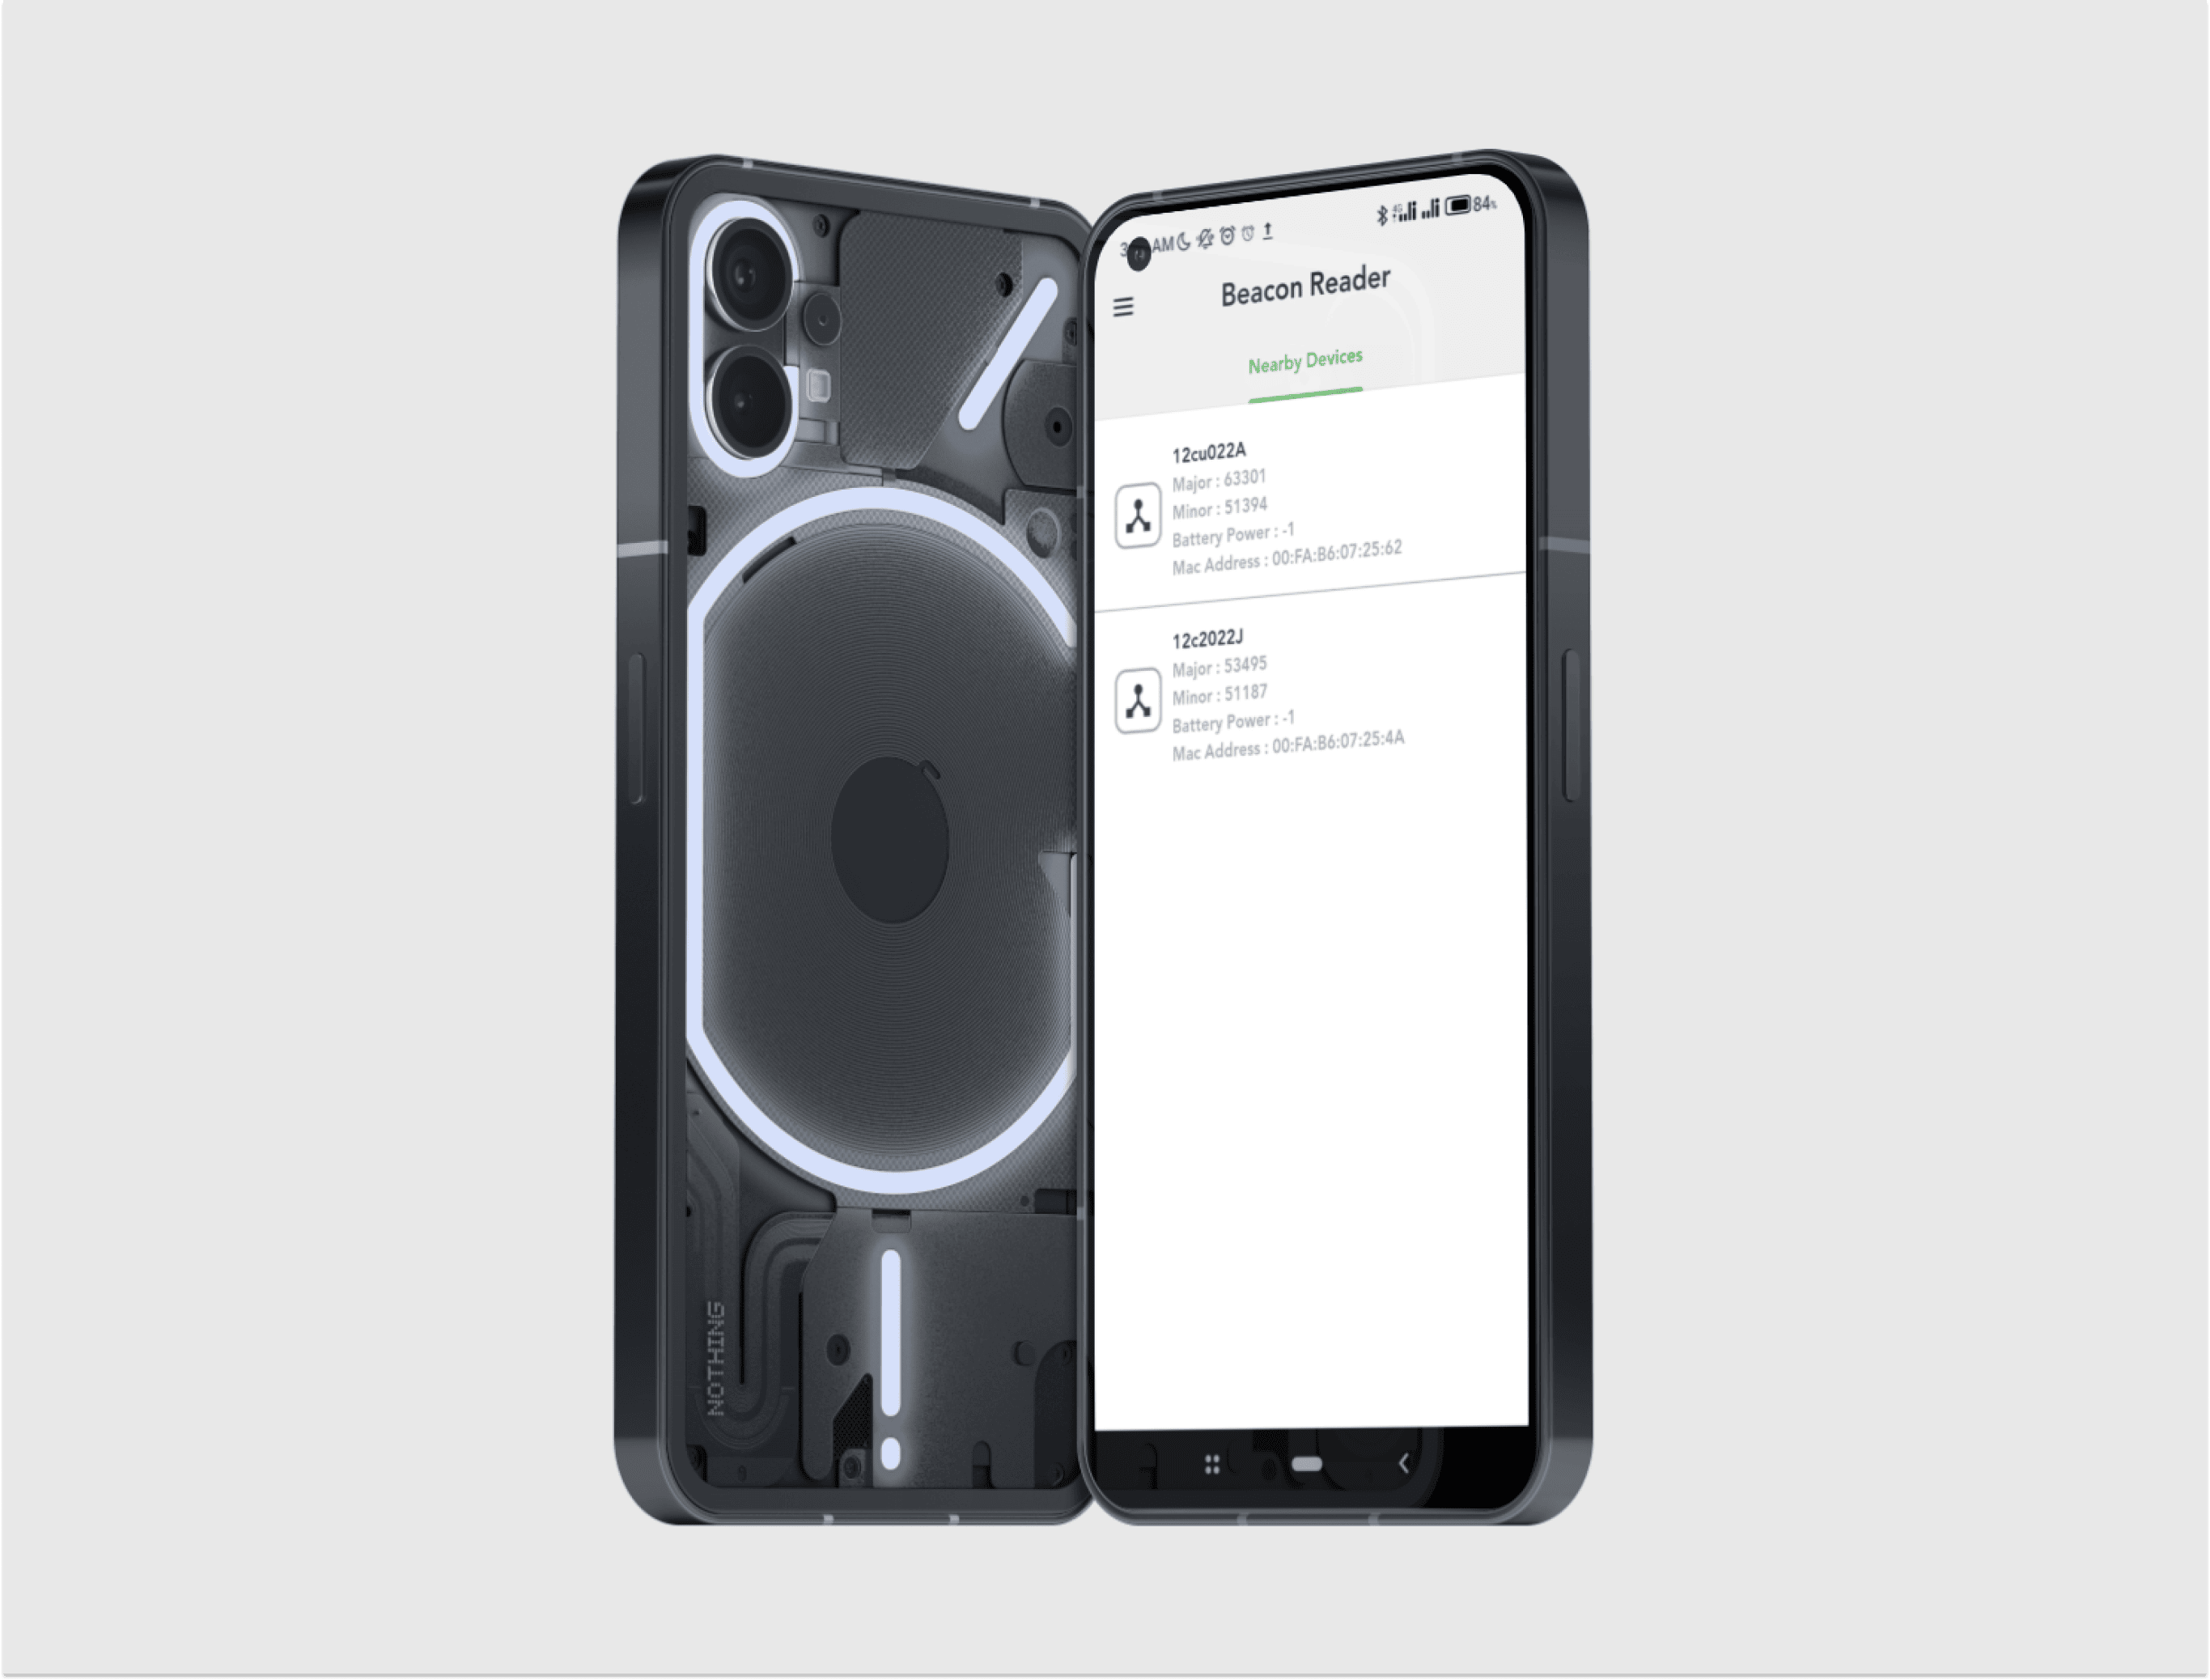 AM
4G
84%
Beacon Reader
Nearby Devices
12cu022A
Major : 63301
Minor : 51394
Battery Power : -1
Mac Address : 00:FA:B6:07:25:62
12c2022J
Major : 53495
Minor : 51187
Battery Power : -1
Mac Address : 00:FA:B6:07:25:4A
NOTHING